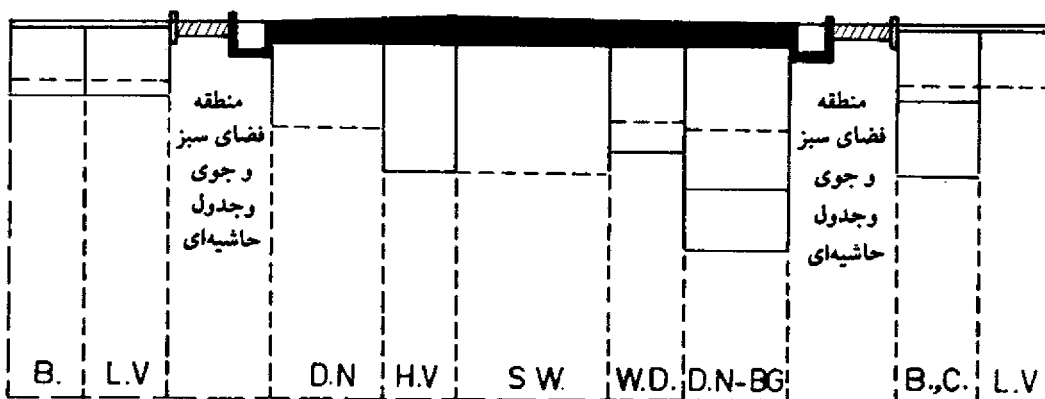 منطقه
فضای سبز
و جوی
وجدول
حاشیه‌ای
منطقه
فضای سبز
و جوی
وجدول
حاشیه‌ای
B. L.V D.N H.V S W. W.D. D.N-BG B.,C. L.V